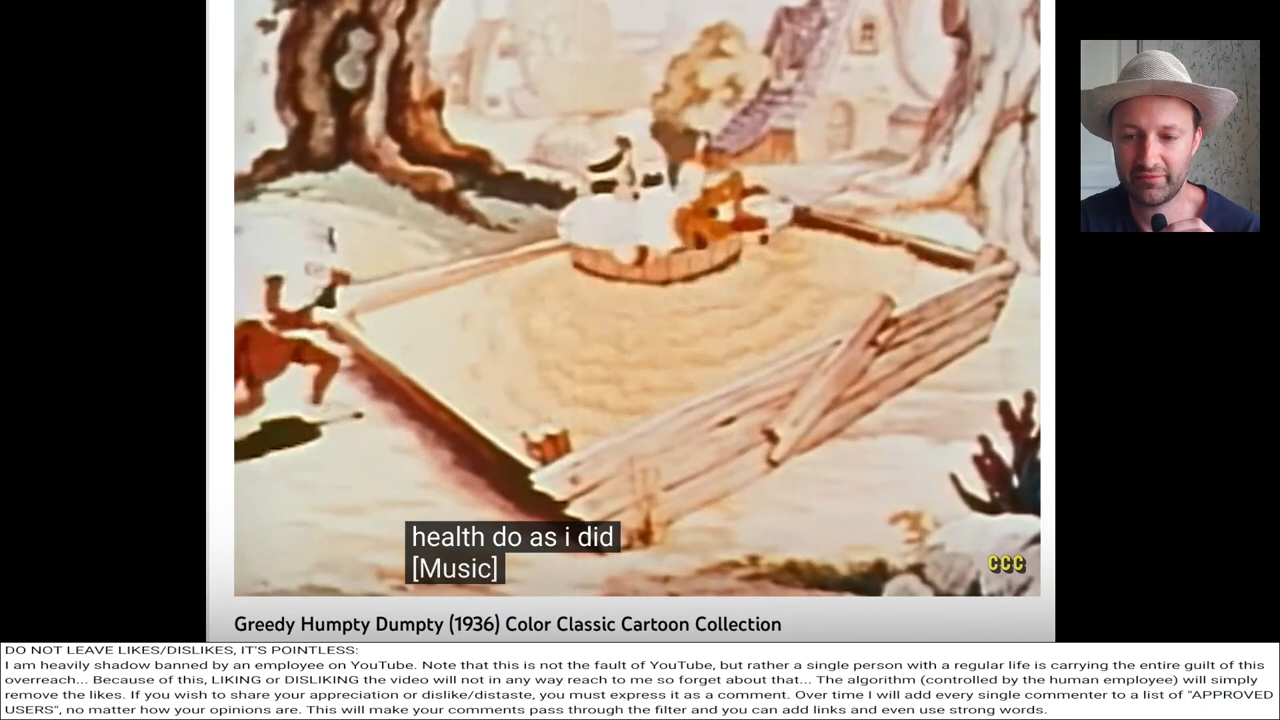 health do as i did
[Music]
CCC
Greedy Humpty Dumpty (1936) Color Classic Cartoon Collection
DO NOT LEAVE LIKES/DISLIKES, IT'S POINTLESS:
I am heavily shadow banned by an employee on YouTube. Note that this is not the fault of YouTube, but rather a single person with a regular life is carrying the entire guilt of this
overreach... Because of this, LIKING or DISLIKING the video will not in any way reach to me so forget about that... The algorithm (controlled by the human employee) will simply
remove the likes. If you wish to share your appreciation or dislike/distaste, you must express it as a comment. Over time I will add every single commenter to a list of "APPROVED
USERS", no matter how your opinions are. This will make your comments pass through the filter and you can add links and even use strong words.